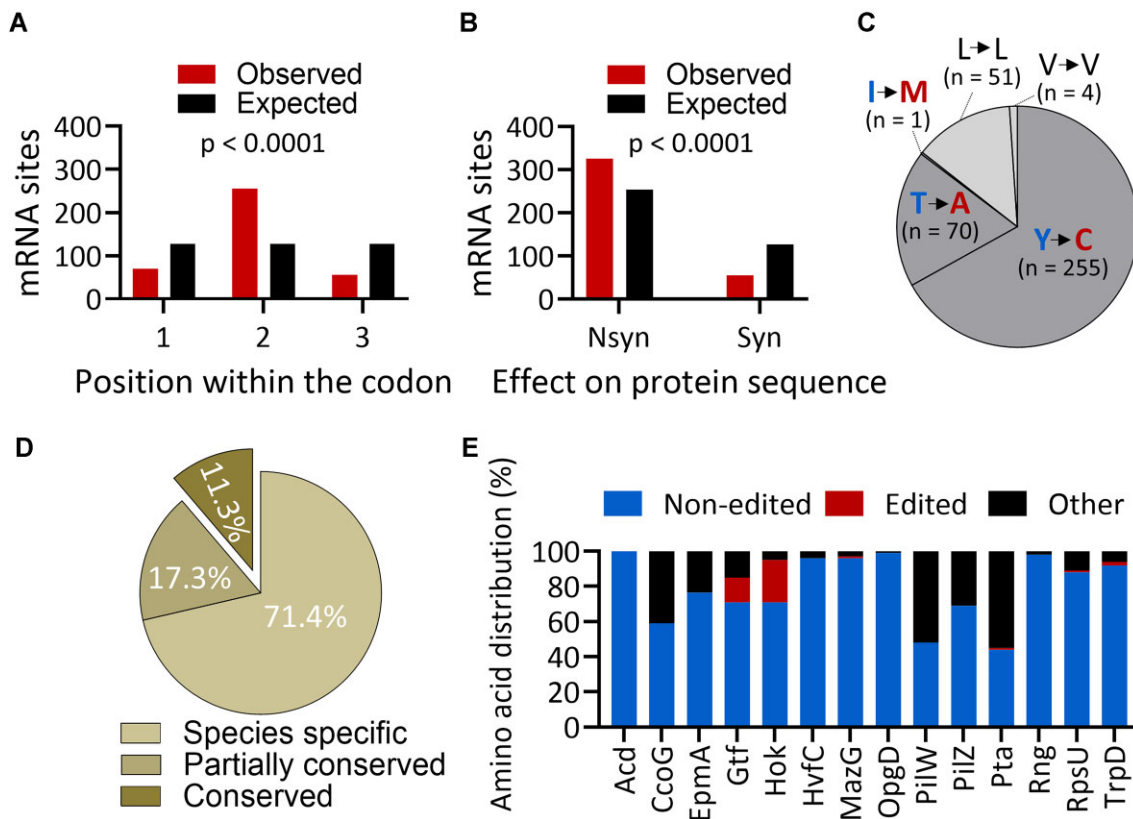 A
Observed
Expected
p < 0.0001
mRNA sites
400
300
200
100
0
1 2 3
Position within the codon
B
Observed
Expected
p < 0.0001
mRNA sites
400
300
200
100
0
Nsyn Syn
Effect on protein sequence
C
L→L
(n = 51)
V→V
(n = 4)
I→M
(n = 1)
T→A
(n = 70)
Y→C
(n = 255)
D
11.3%
17.3%
71.4%
Species specific
Partially conserved
Conserved
E
Amino acid distribution (%)
Non-edited Edited Other
100
80
60
40
20
0
Acd
CcoG
EpmA
Gtf
Hok
HvfC
MazG
OpgD
PilW
PilZ
Pta
Rng
RpsU
TrpD